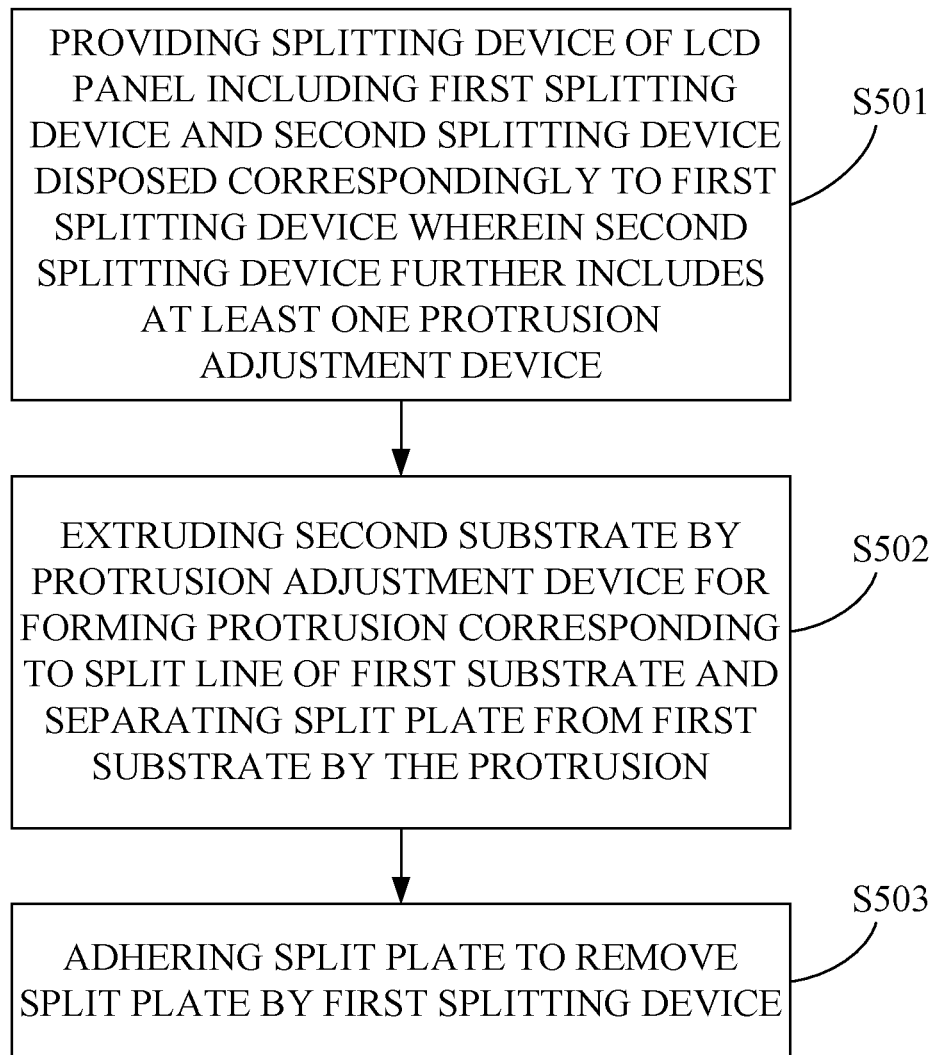 PROVIDING SPLITTING DEVICE OF LCD
PANEL INCLUDING FIRST SPLITTING
DEVICE AND SECOND SPLITTING DEVICE
DISPOSED CORRESPONDINGLY TO FIRST
SPLITTING DEVICE WHEREIN SECOND
SPLITTING DEVICE FURTHER INCLUDES
AT LEAST ONE PROTRUSION
ADJUSTMENT DEVICE
S501
EXTRUDING SECOND SUBSTRATE BY
PROTRUSION ADJUSTMENT DEVICE FOR
FORMING PROTRUSION CORRESPONDING
TO SPLIT LINE OF FIRST SUBSTRATE AND
SEPARATING SPLIT PLATE FROM FIRST
SUBSTRATE BY THE PROTRUSION
S502
ADHERING SPLIT PLATE TO REMOVE
SPLIT PLATE BY FIRST SPLITTING DEVICE
S503